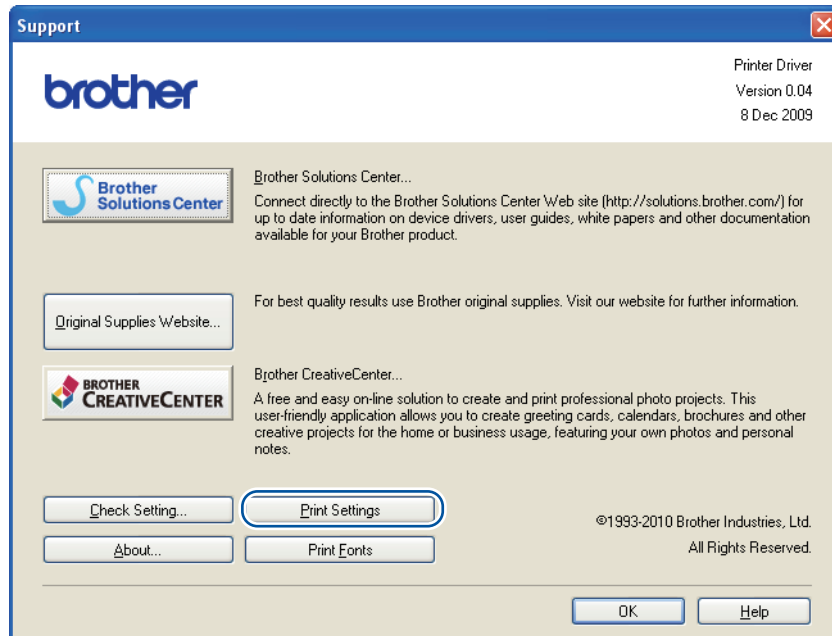 Support
brother
Printer Driver
Version 0.04
8 Dec 2009
Brother
Solutions Center
Brother Solutions Center...
Connect directly to the Brother Solutions Center Web site (http://solutions.brother.com/) for
up to date information on device drivers, user guides, white papers and other documentation
available for your Brother product.
Original Supplies Website...
For best quality results use Brother original supplies. Visit our website for further information.
BROTHER
CREATIVECENTER
Brother CreativeCenter...
A free and easy on-line solution to create and print professional photo projects. This
user-friendly application allows you to create greeting cards, calendars, brochures and other
creative projects for the home or business usage, featuring your own photos and personal
notes.
Check Setting...
Print Settings
About...
Print Fonts
©1993-2010 Brother Industries, Ltd.
All Rights Reserved.
OK
Help